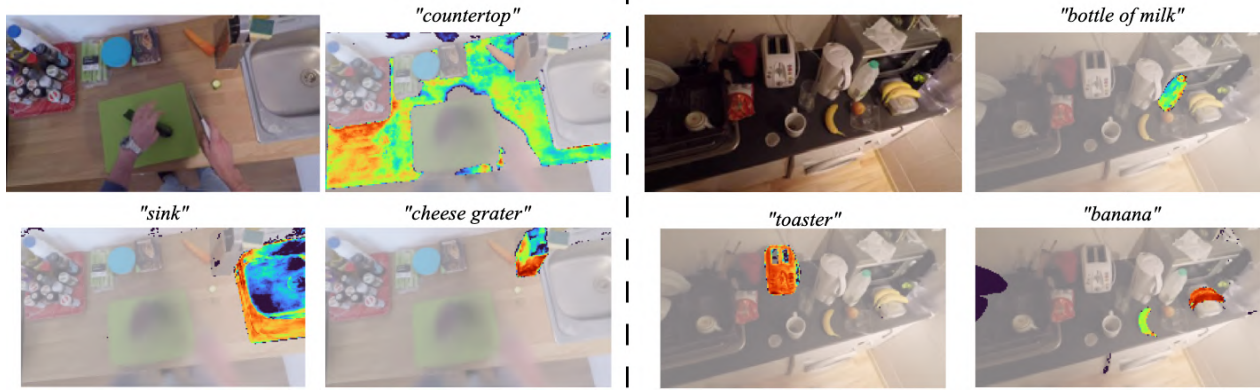 "countertop"
"bottle of milk"
"sink"
"cheese grater"
"toaster"
"banana"